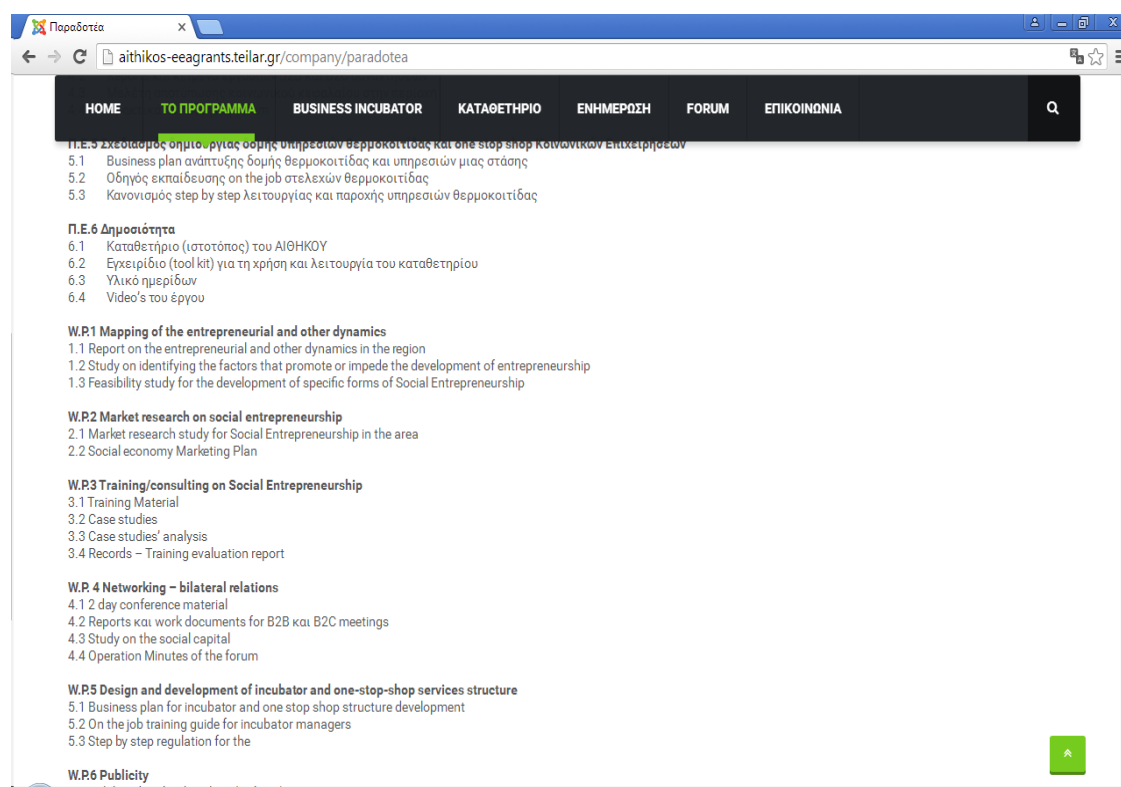 Παραδοτέα
aithikos-eeagrants.teilar.gr/company/paradotea
HOME ΤΟ ΠΡΟΓΡΑΜΜΑ BUSINESS INCUBATOR ΚΑΤΑΘΕΤΗΡΙΟ ΕΝΗΜΕΡΩΣΗ FORUM ΕΠΙΚΟΙΝΩΝΙΑ
Π.Ε.5 Σχεδιασμός δημιουργίας δομής υπηρεσιών θερμοκοιτίδας και one stop shop Κοινωνικών Επιχειρήσεων
5.1 Business plan ανάπτυξης δομής θερμοκοιτίδας και υπηρεσιών μιας στάσης
5.2 Οδηγός εκπαίδευσης on the job στελεχών θερμοκοιτίδας
5.3 Κανονισμός step by step λειτουργίας και παροχής υπηρεσιών θερμοκοιτίδας
Π.Ε.6 Δημοσιότητα
6.1 Καταθετήριο (ιστοτόπος) του ΑΙΘΗΚΟΥ
6.2 Εγχειρίδιο (tool kit) για τη χρήση και λειτουργία του καταθετηρίου
6.3 Υλικό ημερίδων
6.4 Video's του έργου
W.P.1 Mapping of the entrepreneurial and other dynamics
1.1 Report on the entrepreneurial and other dynamics in the region
1.2 Study on identifying the factors that promote or impede the development of entrepreneurship
1.3 Feasibility study for the development of specific forms of Social Entrepreneurship
W.P.2 Market research on social entrepreneurship
2.1 Market research study for Social Entrepreneurship in the area
2.2 Social economy Marketing Plan
W.P.3 Training/consulting on Social Entrepreneurship
3.1 Training Material
3.2 Case studies
3.3 Case studies' analysis
3.4 Records – Training evaluation report
W.P. 4 Networking – bilateral relations
4.1 2 day conference material
4.2 Reports και work documents for B2B και B2C meetings
4.3 Study on the social capital
4.4 Operation Minutes of the forum
W.P.5 Design and development of incubator and one-stop-shop services structure
5.1 Business plan for incubator and one stop shop structure development
5.2 On the job training guide for incubator managers
5.3 Step by step regulation for the
W.P.6 Publicity